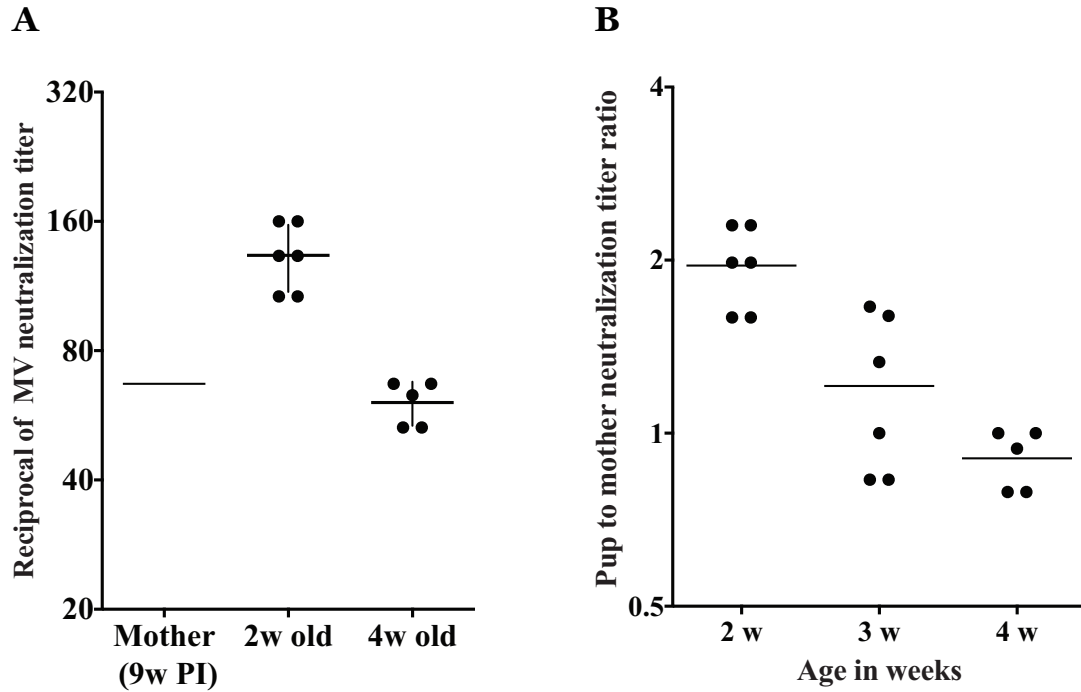 A
Reciprocal of MV neutralization titer
320
160
80
40
20
Mother
(9w PI)
2w old
4w old
B
Pup to mother neutralization titer ratio
4
2
1
0.5
2 w
3 w
4 w
Age in weeks